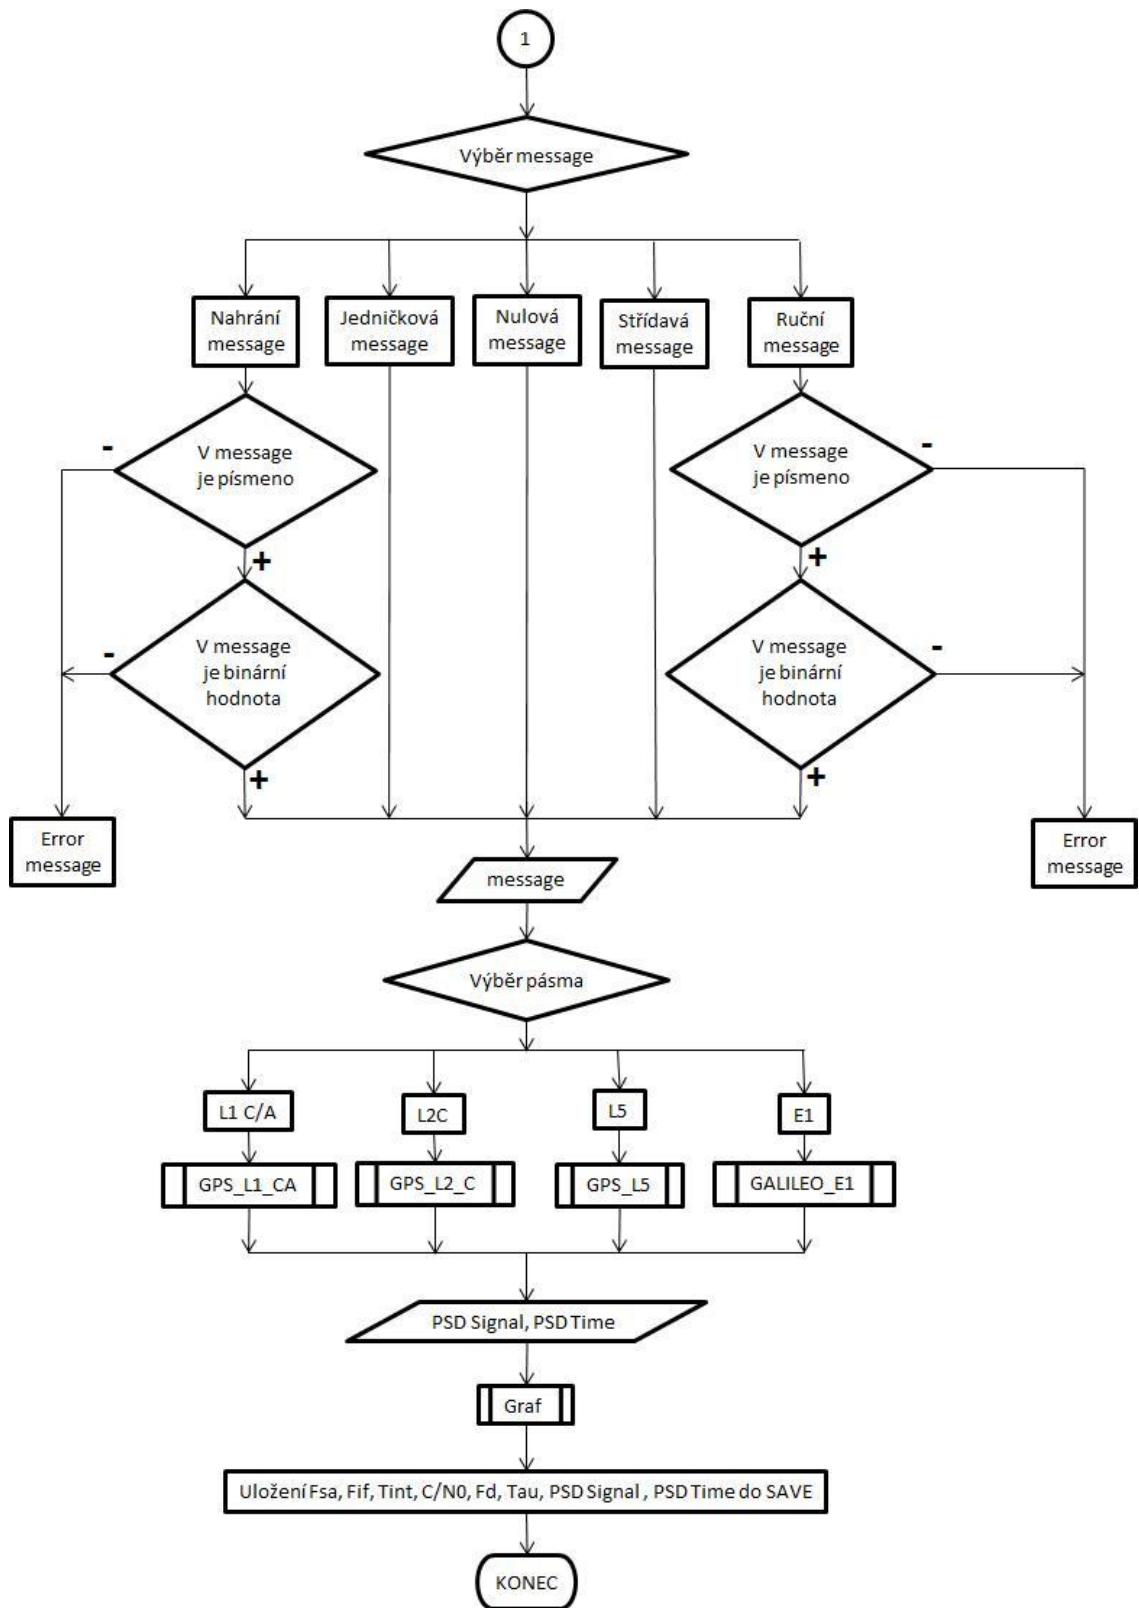 1
Výběr message
Nahrání
message
Jedničková
message
Nulová
message
Střídavá
message
Ruční
message
-
V message
je písmeno
+
V message
je písmeno
-
+
-
V message
je binární
hodnota
+
V message
je binární
hodnota
-
+
Error
message
Error
message
message
Výběr pásma
L1 C/A
L2C
L5
E1
GPS_L1_CA
GPS_L2_C
GPS_L5
GALILEO_E1
PSD Signal, PSD Time
Graf
Uložení Fsa, Fif, Tint, C/N0, Fd, Tau, PSD Signal , PSD Time do SAVE
KONEC